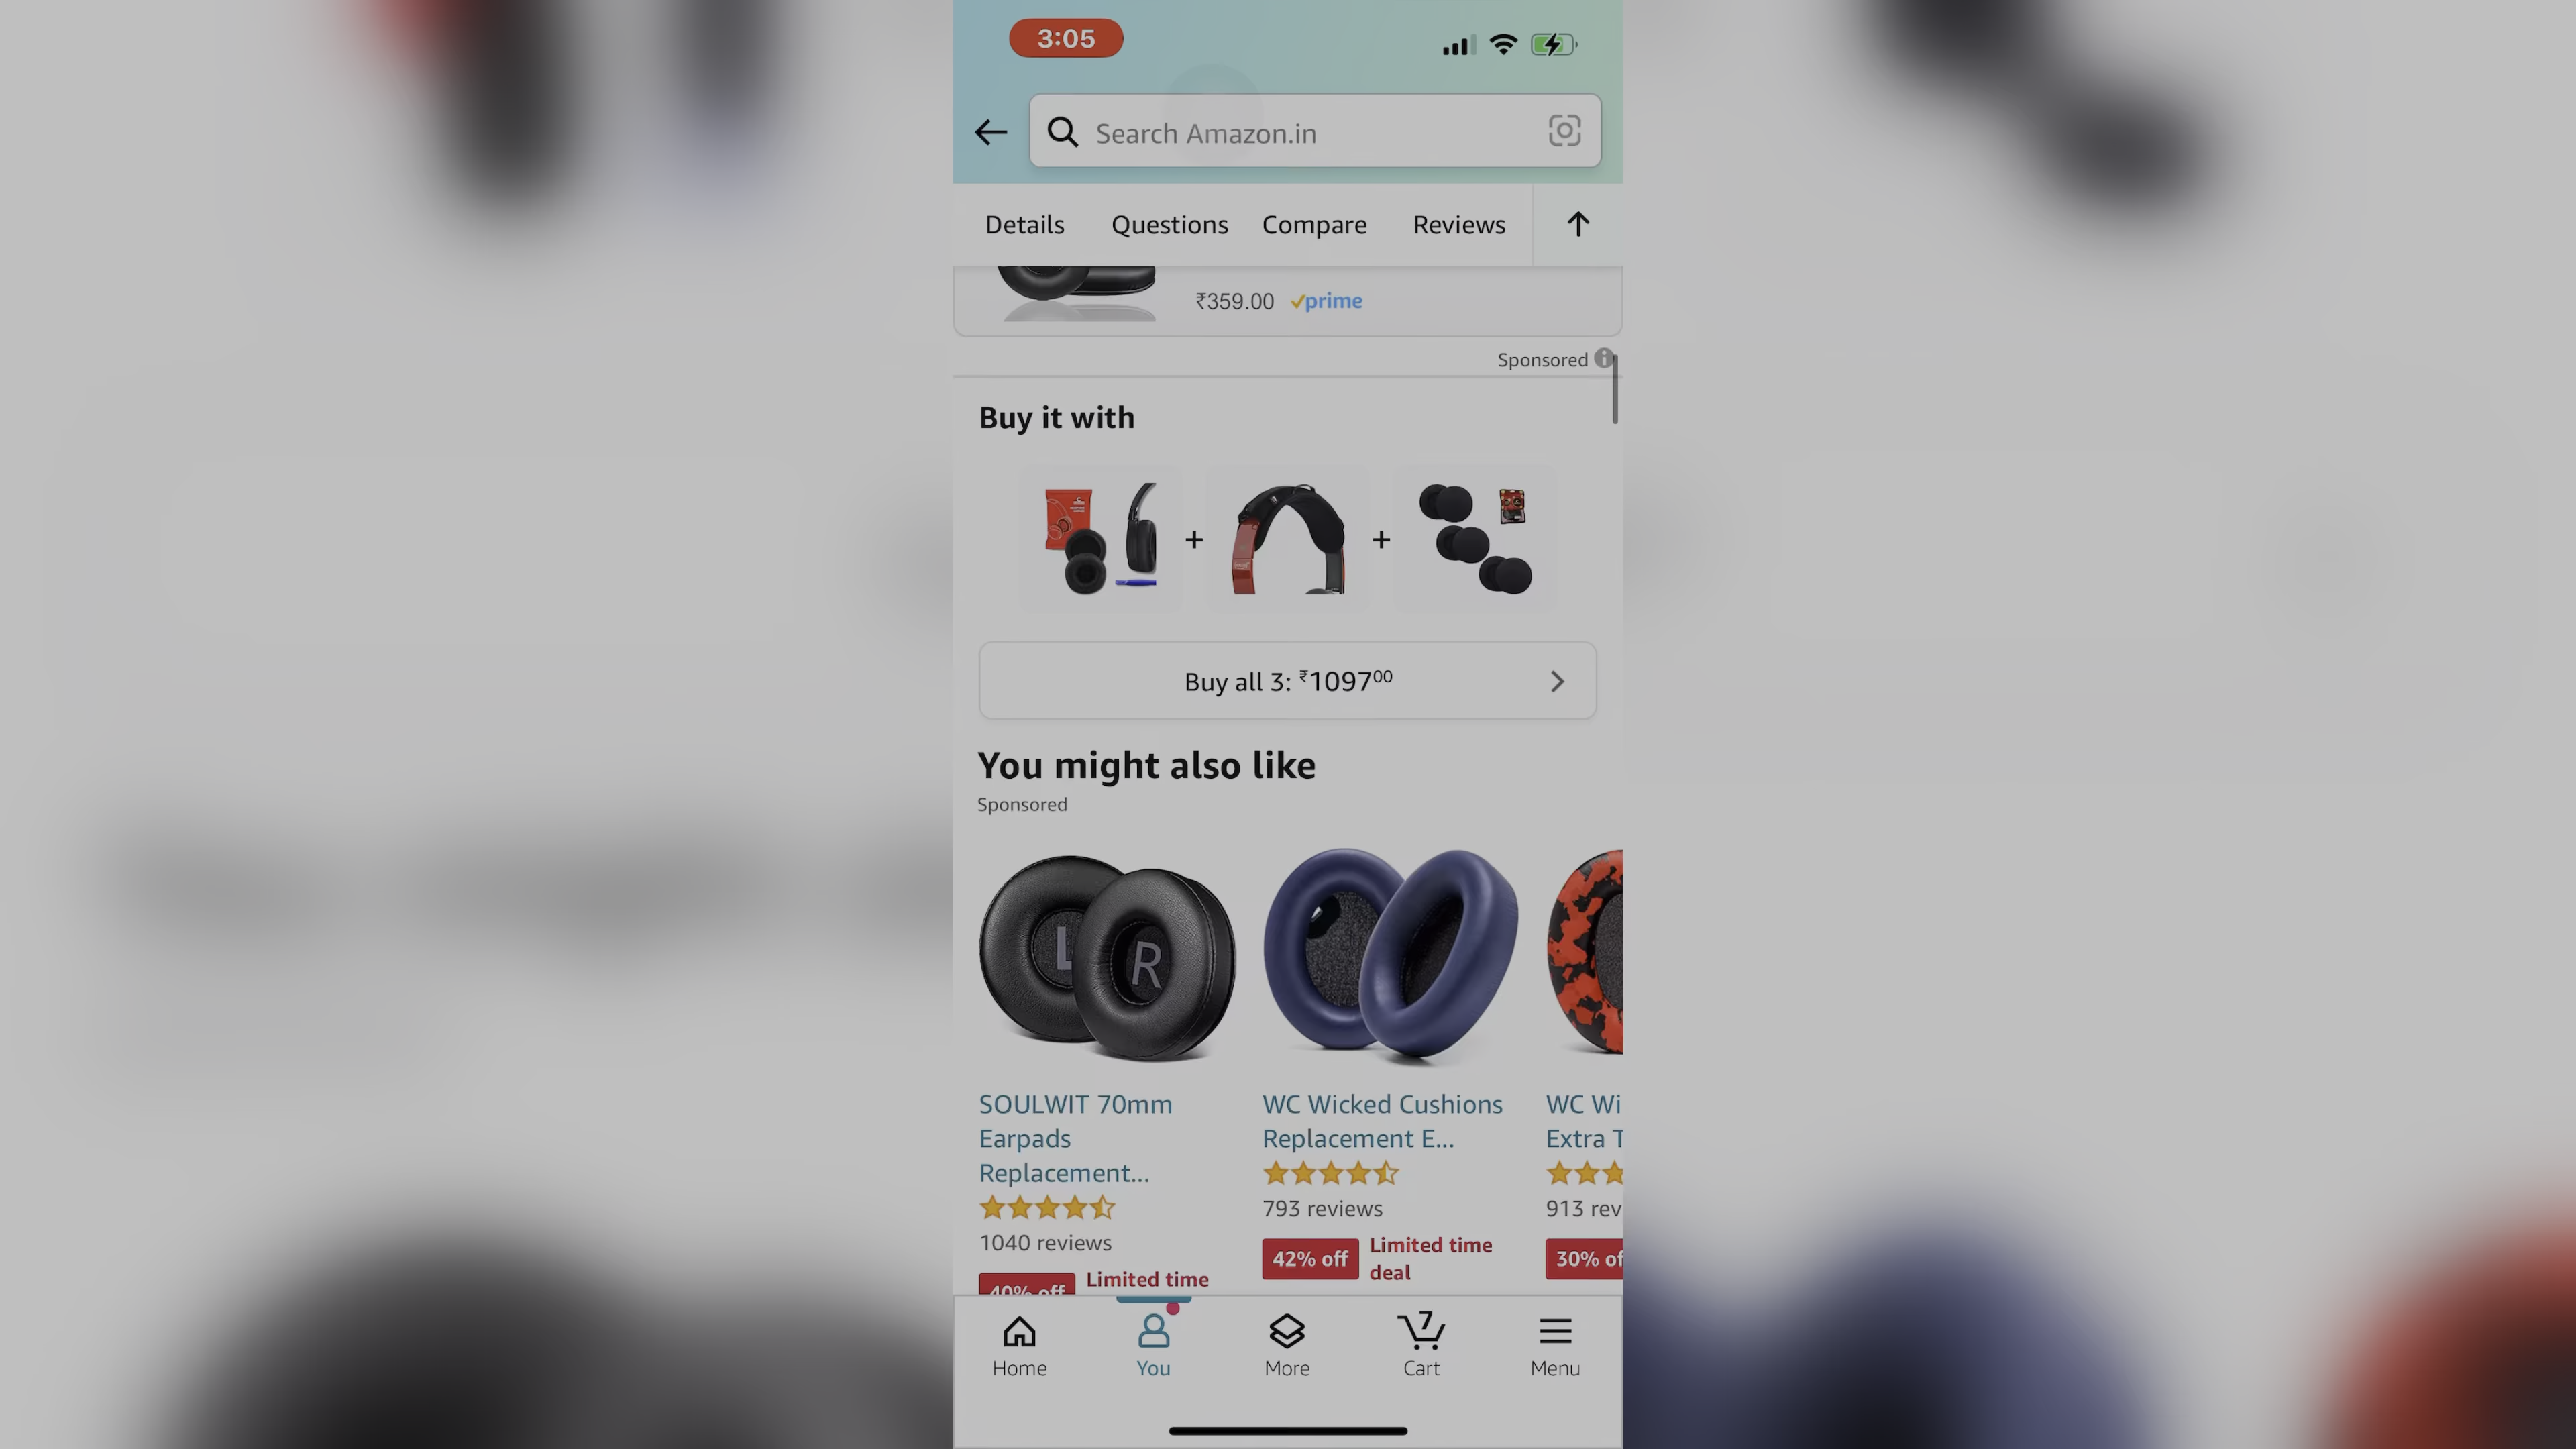 3:05
Search Amazon.in
Details Questions Compare Reviews
₹359.00 prime
Sponsored
Buy it with
+ +
Buy all 3: ₹1097⁰⁰
You might also like
Sponsored
L R
SOULWIT 70mm
Earpads
Replacement...
1040 reviews
40% off Limited time
WC Wicked Cushions
Replacement E...
793 reviews
42% off Limited time
deal
WC Wi
Extra T
913 rev
30% of
7
Home You More Cart Menu